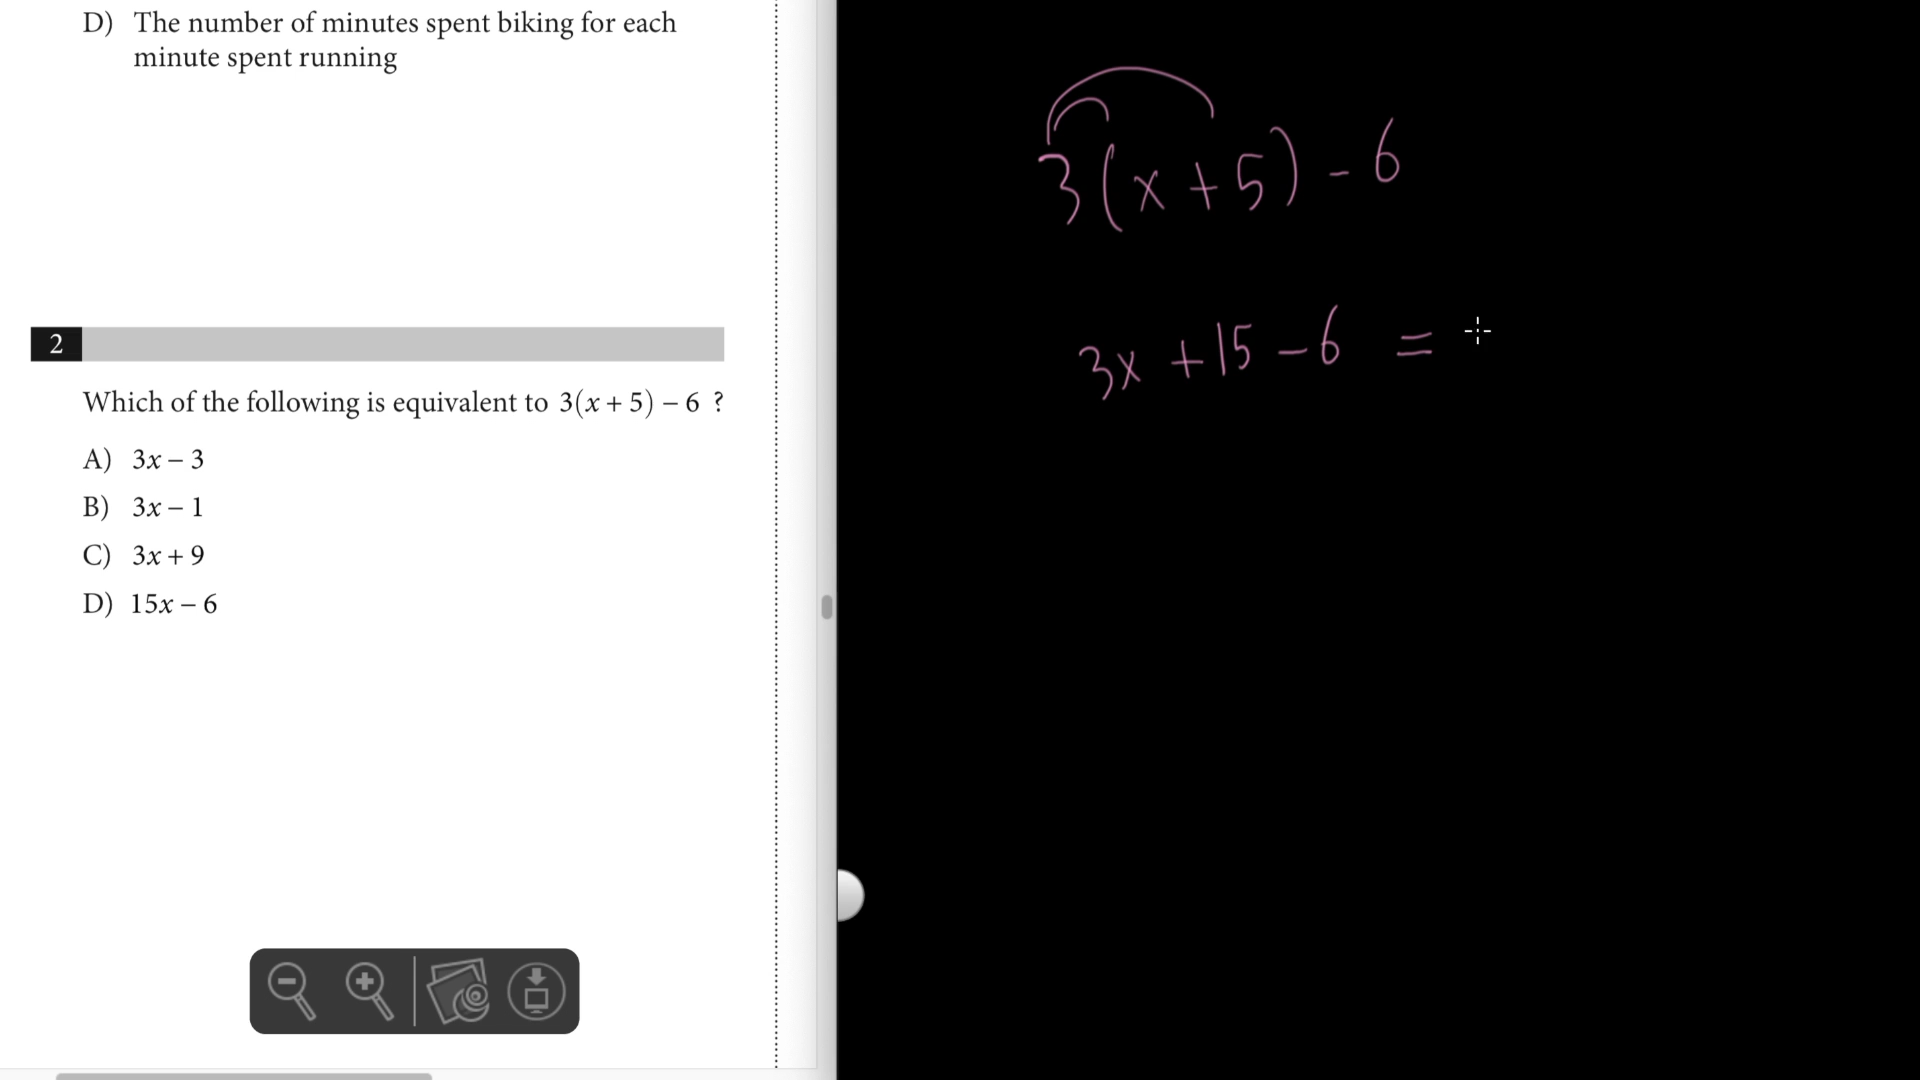 D) The number of minutes spent biking for each
minute spent running
2
Which of the following is equivalent to 3(x + 5) – 6 ?
A) 3x – 3
B) 3x – 1
C) 3x + 9
D) 15x – 6
3(x + 5) - 6
3x + 15 - 6 =